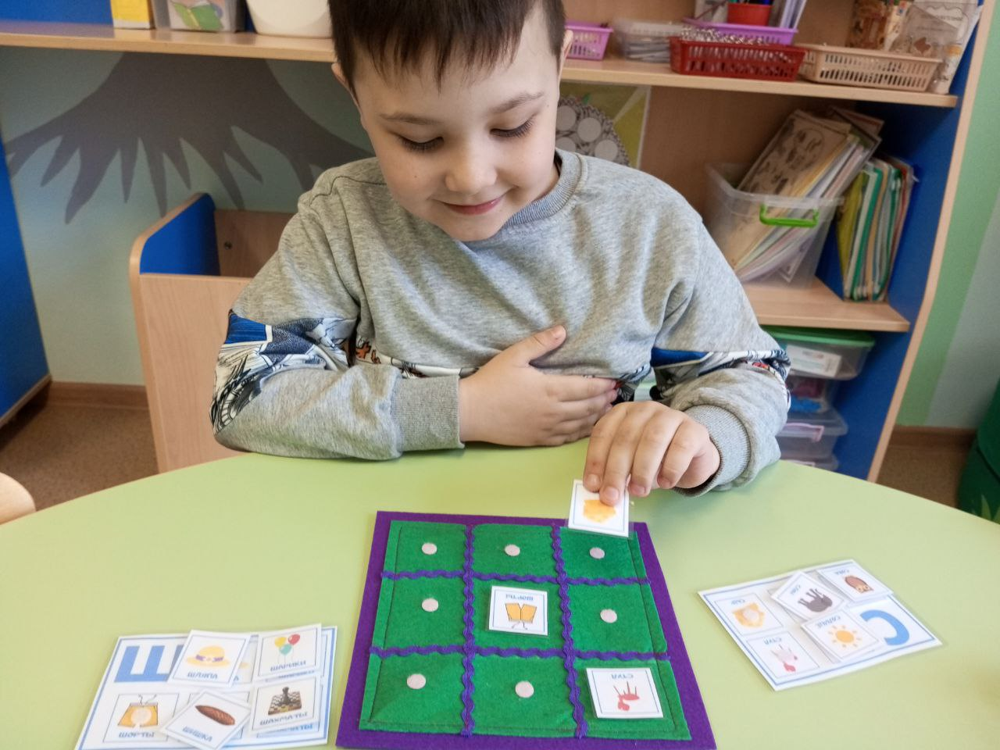 ШОРТЫ
СТУЛ
Ш
ШЛЯПА
ШАРИКИ
ШОРТЫ
ШИШКА
ШАХМАТЫ
С
СЫР
СЛОН
СОВА
СТУЛ
СОЛНЦЕ